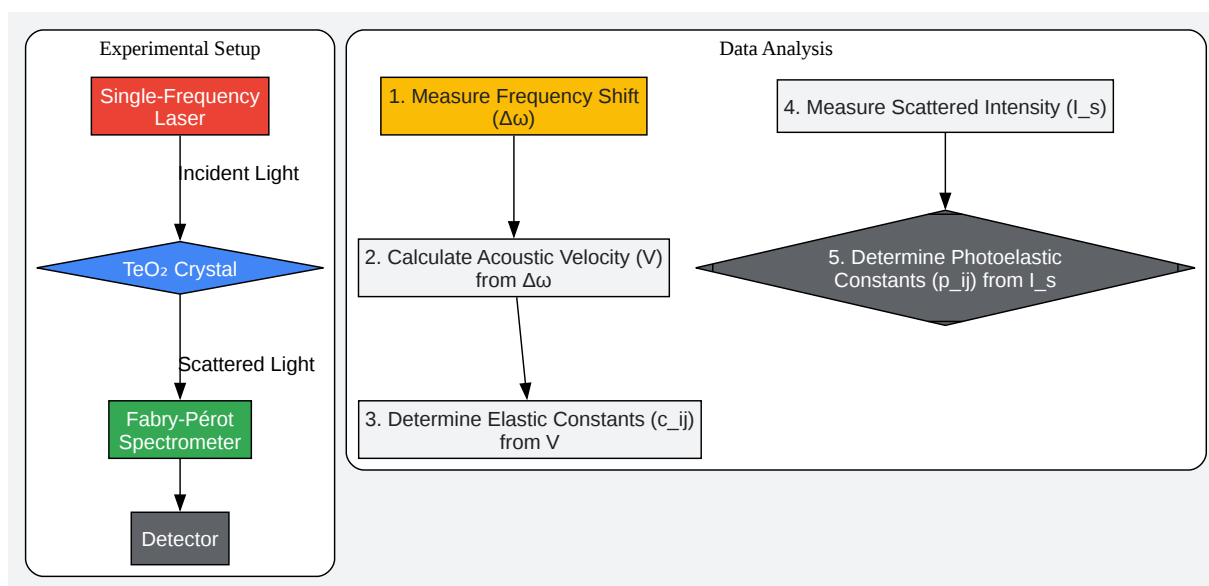 Experimental Setup
Single-Frequency
Laser
Incident Light
TeO₂ Crystal
Scattered Light
Fabry-Pérot
Spectrometer
Detector
Data Analysis
1. Measure Frequency Shift
(Δω)
2. Calculate Acoustic Velocity (V)
from Δω
3. Determine Elastic Constants (c_ij)
from V
4. Measure Scattered Intensity (I_s)
5. Determine Photoelastic
Constants (p_ij) from I_s